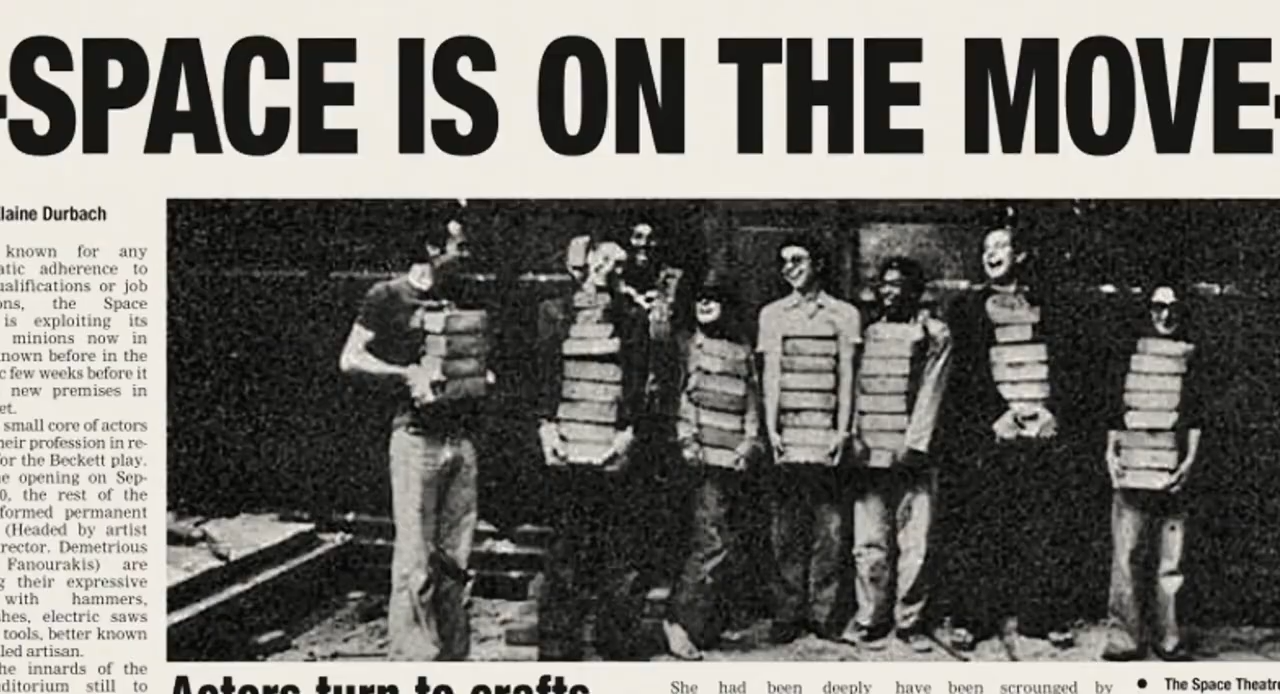 -SPACE IS ON THE MOVE-
laine Durbach
known for any
atic adherence to
ualifications or job
ons, the Space
is exploiting its
minions now in
nown before in the
c few weeks before it
new premises in
et.
small core of actors
heir profession in re-
or the Beckett play.
e opening on Sep-
0, the rest of the
formed permanent
(Headed by artist
rector. Demetrious
Fanourakis) are
g their expressive
with hammers,
hes, electric saws
tools, better known
led artisan.
he innards of the
ditorium still to
Actors turn to crafts
She had been deeply
have been scrounged by
● The Space Theatre